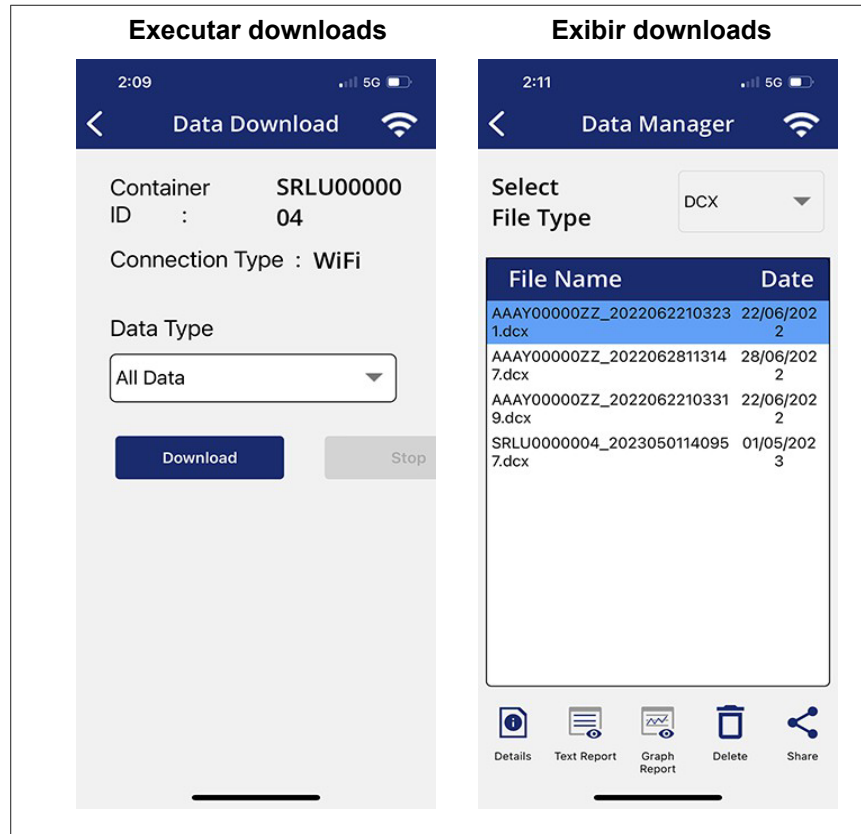 Executar downloads
2:09
5G
Data Download
Container
ID :
SRLU00000
04
Connection Type : WiFi
Data Type
All Data
Download
Stop
Exibir downloads
2:11
5G
Data Manager
Select
File Type
DCX
File Name Date
AAAY00000ZZ_2022062210323 22/06/202
1.dcx 2
AAAY00000ZZ_2022062811314 28/06/202
7.dcx 2
AAAY00000ZZ_2022062210331 22/06/202
9.dcx 2
SRLU0000004_2023050114095 01/05/202
7.dcx 3
Details
Text Report
Graph
Report
Delete
Share